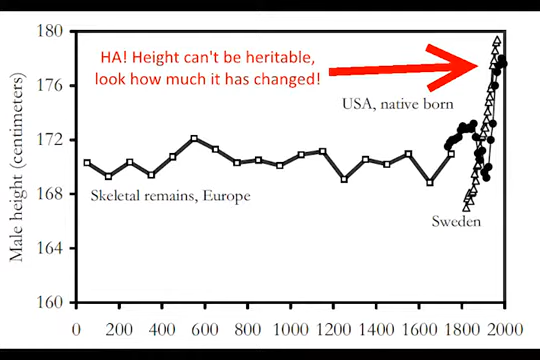 180
HA! Height can't be heritable,
look how much it has changed!
176
USA, native born
172
Skeletal remains, Europe
168
Sweden
164
160
Male height (centimeters)
0 200 400 600 800 1000 1200 1400 1600 1800 2000